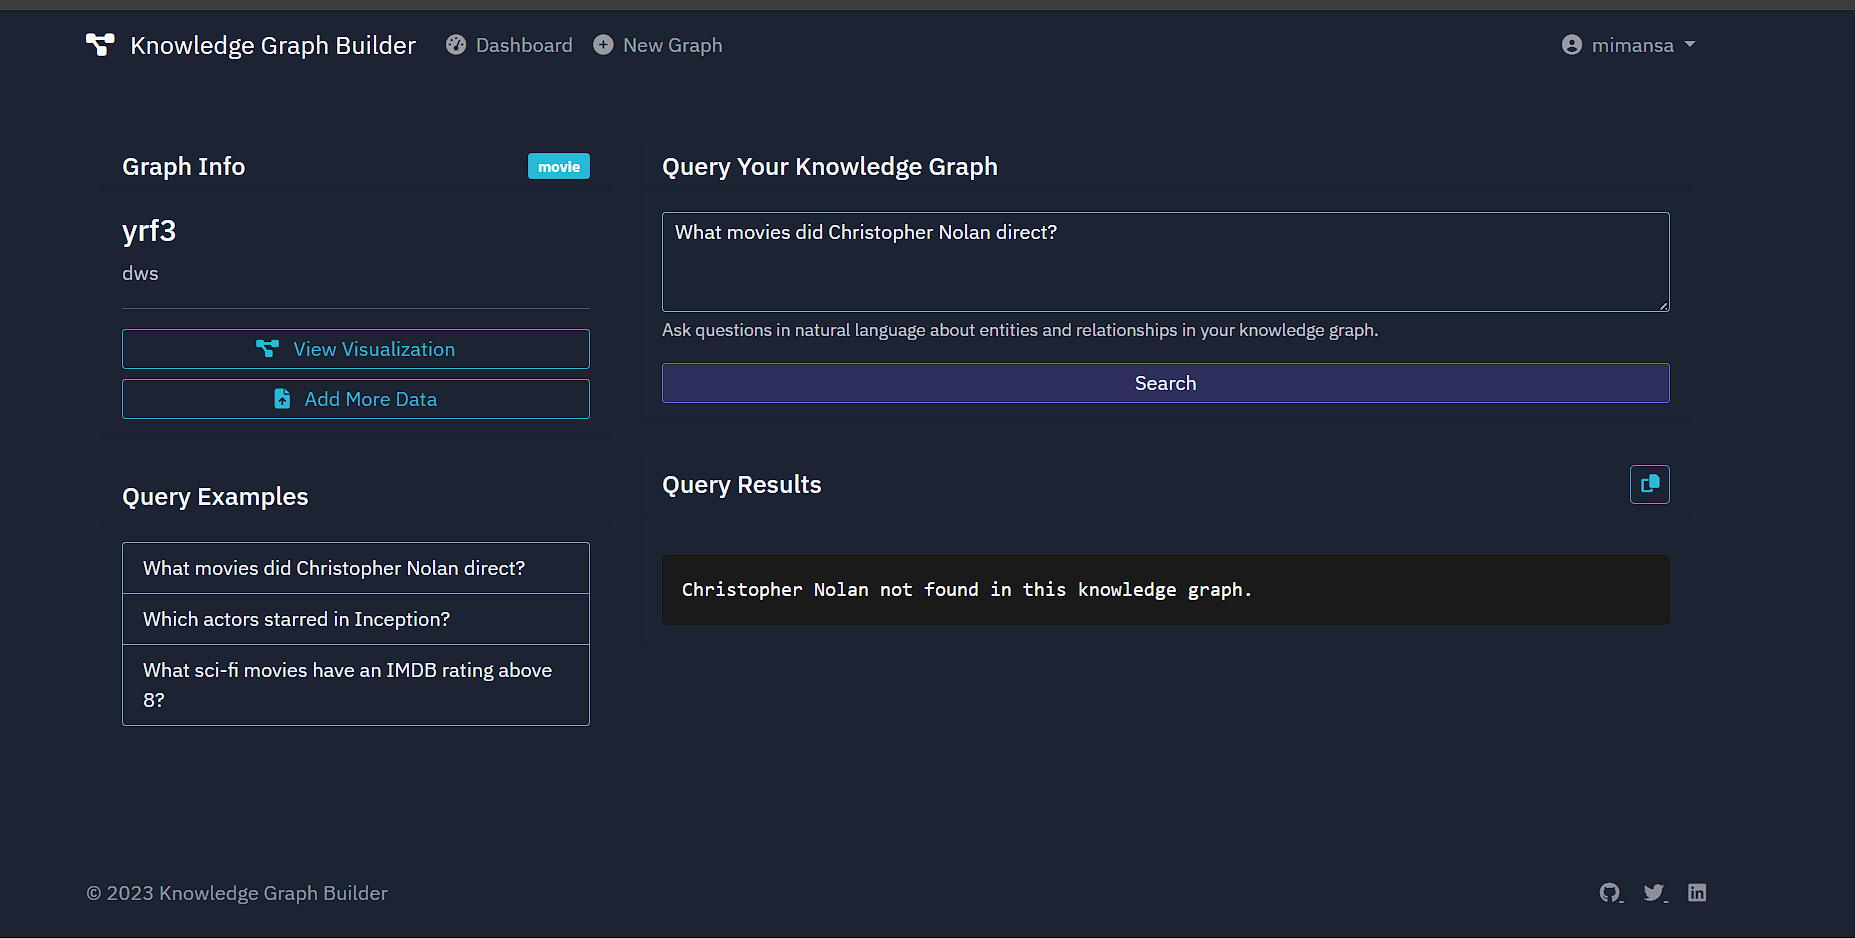 Knowledge Graph Builder Dashboard New Graph mimansa
Graph Info movie
yrf3
dws
View Visualization
Add More Data
Query Examples
What movies did Christopher Nolan direct?
Which actors starred in Inception?
What sci-fi movies have an IMDB rating above
8?
Query Your Knowledge Graph
What movies did Christopher Nolan direct?
Ask questions in natural language about entities and relationships in your knowledge graph.
Search
Query Results
Christopher Nolan not found in this knowledge graph.
© 2023 Knowledge Graph Builder